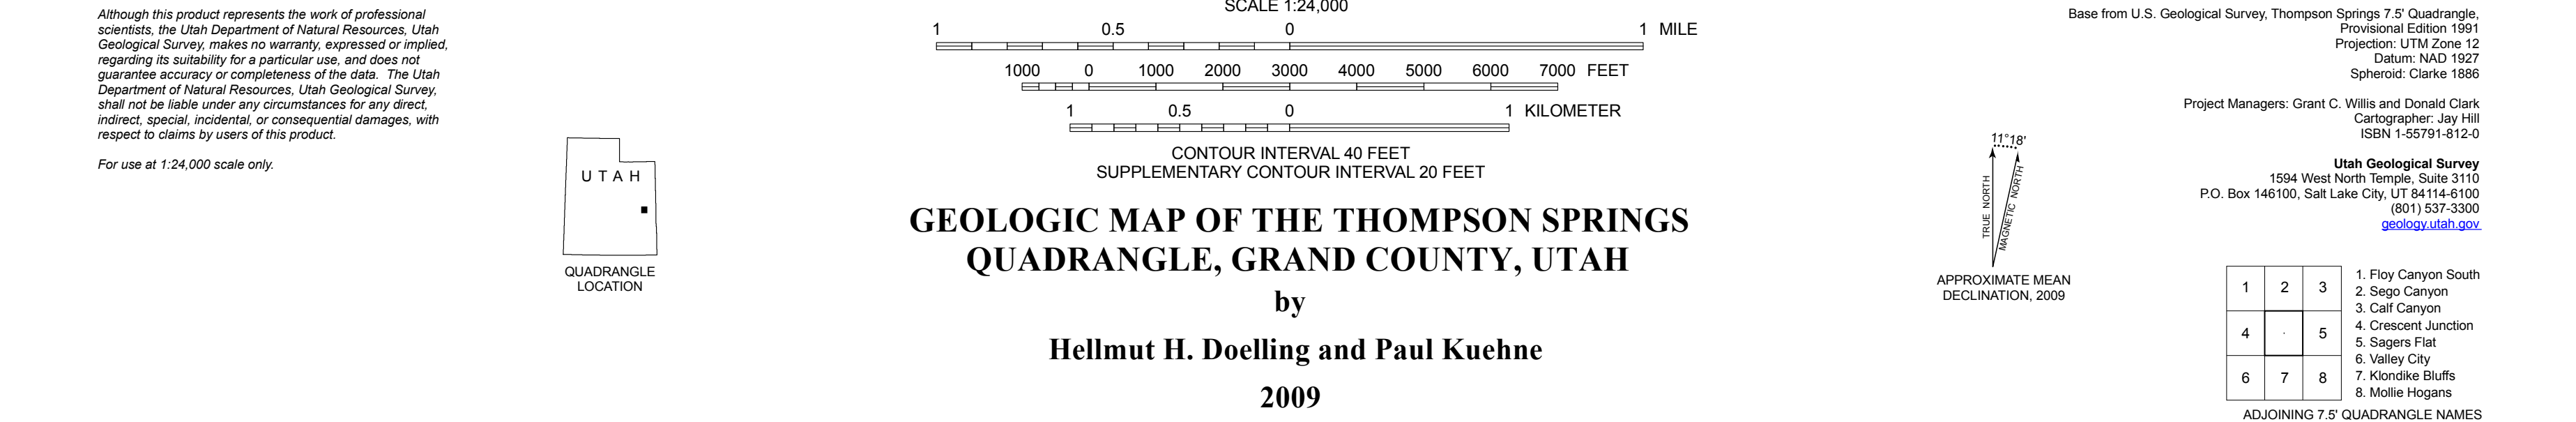 Although this product represents the work of professional
scientists, the Utah Department of Natural Resources, Utah
Geological Survey, makes no warranty, expressed or implied,
regarding its suitability for a particular use, and does not
guarantee accuracy or completeness of the data.  The Utah
Department of Natural Resources, Utah Geological Survey,
shall not be liable under any circumstances for any direct,
indirect, special, incidental, or consequential damages, with
respect to claims by users of this product.
For use at 1:24,000 scale only.
UTAH
QUADRANGLE
LOCATION
SCALE 1:24,000
1 0.5 0 1 MILE
1000 0 1000 2000 3000 4000 5000 6000 7000 FEET
1 0.5 0 1 KILOMETER
CONTOUR INTERVAL 40 FEET
SUPPLEMENTARY CONTOUR INTERVAL 20 FEET
GEOLOGIC MAP OF THE THOMPSON SPRINGS
QUADRANGLE, GRAND COUNTY, UTAH
by
Hellmut H. Doelling and Paul Kuehne
2009
11°18'
TRUE NORTH
MAGNETIC NORTH
APPROXIMATE MEAN
DECLINATION, 2009
Base from U.S. Geological Survey, Thompson Springs 7.5' Quadrangle,
Provisional Edition 1991
Projection: UTM Zone 12
Datum: NAD 1927
Spheroid: Clarke 1886
Project Managers: Grant C. Willis and Donald Clark
Cartographer: Jay Hill
ISBN 1-55791-812-0
Utah Geological Survey
1594 West North Temple, Suite 3110
P.O. Box 146100, Salt Lake City, UT 84114-6100
(801) 537-3300
geology.utah.gov
1 2 3
4 5
6 7 8
1. Floy Canyon South
2. Sego Canyon
3. Calf Canyon
4. Crescent Junction
5. Sagers Flat
6. Valley City
7. Klondike Bluffs
8. Mollie Hogans
ADJOINING 7.5' QUADRANGLE NAMES